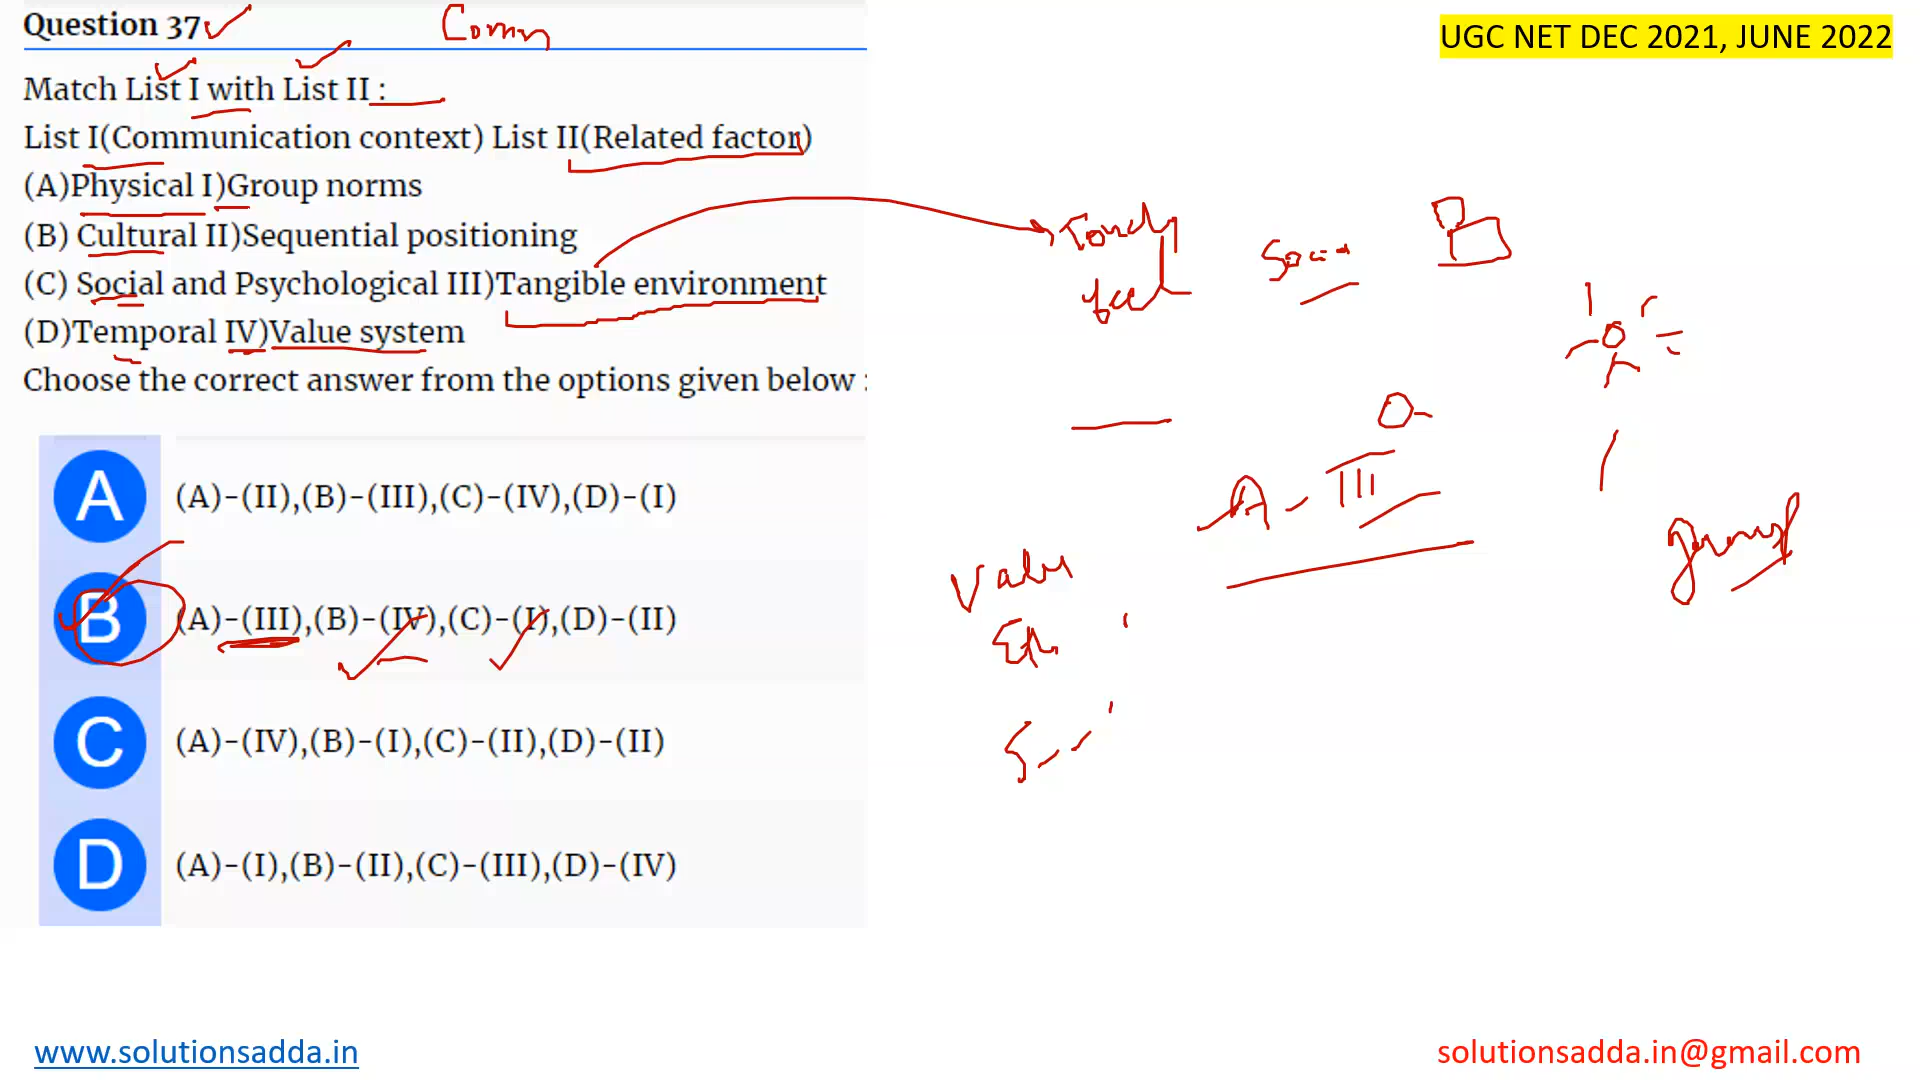 Question 37
Comm
UGC NET DEC 2021, JUNE 2022
Match List I with List II :
List I(Communication context) List II(Related factor)
(A)Physical I)Group norms
(B) Cultural II)Sequential positioning
(C) Social and Psychological III)Tangible environment
(D)Temporal IV)Value system
Choose the correct answer from the options given below :
A (A)-(II),(B)-(III),(C)-(IV),(D)-(I)
B (A)-(III),(B)-(IV),(C)-(I),(D)-(II)
C (A)-(IV),(B)-(I),(C)-(II),(D)-(II)
D (A)-(I),(B)-(II),(C)-(III),(D)-(IV)
feel
A - III
Value
group
www.solutionsadda.in
solutionsadda.in@gmail.com